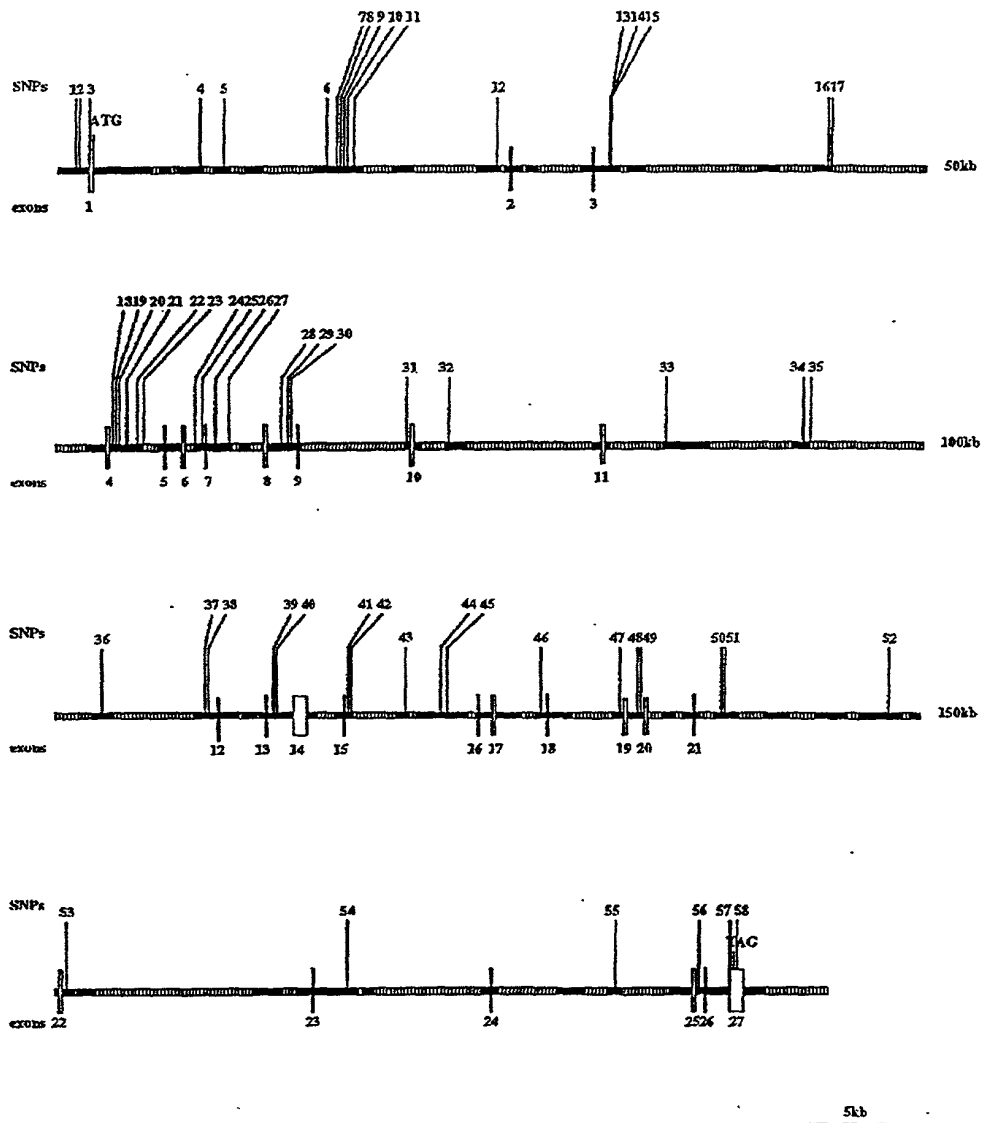 7 8 9 10 11 13 14 15
SNPs 1 2 3 4 5 6 12 16 17
ATG
50kb
exons 1 2 3
18 19 20 21 22 23 24 25 26 27
28 29 30
SNPs 31 32 33 34 35
100kb
exons 4 5 6 7 8 9 10 11
37 38 39 40 41 42 44 45
SNPs 36 43 46 47 48 49 50 51 52
150kb
exons 12 13 14 15 16 17 18 19 20 21
SNPs 53 54 55 56 57 58
TAG
exons 22 23 24 25 26 27
5kb